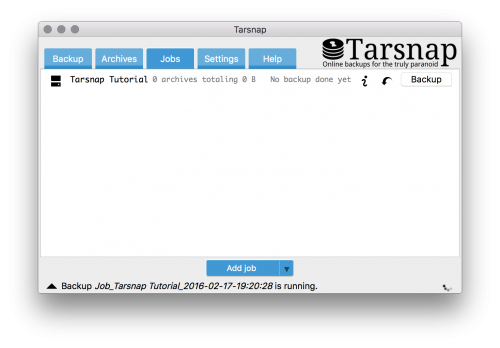 Tarsnap
Backup Archives Jobs Settings Help
Tarsnap
Online backups for the truly paranoid
Tarsnap Tutorial 0 archives totaling 0 B No backup done yet i Backup
Add job
Backup Job_Tarsnap Tutorial_2016-02-17-19:20:28 is running.